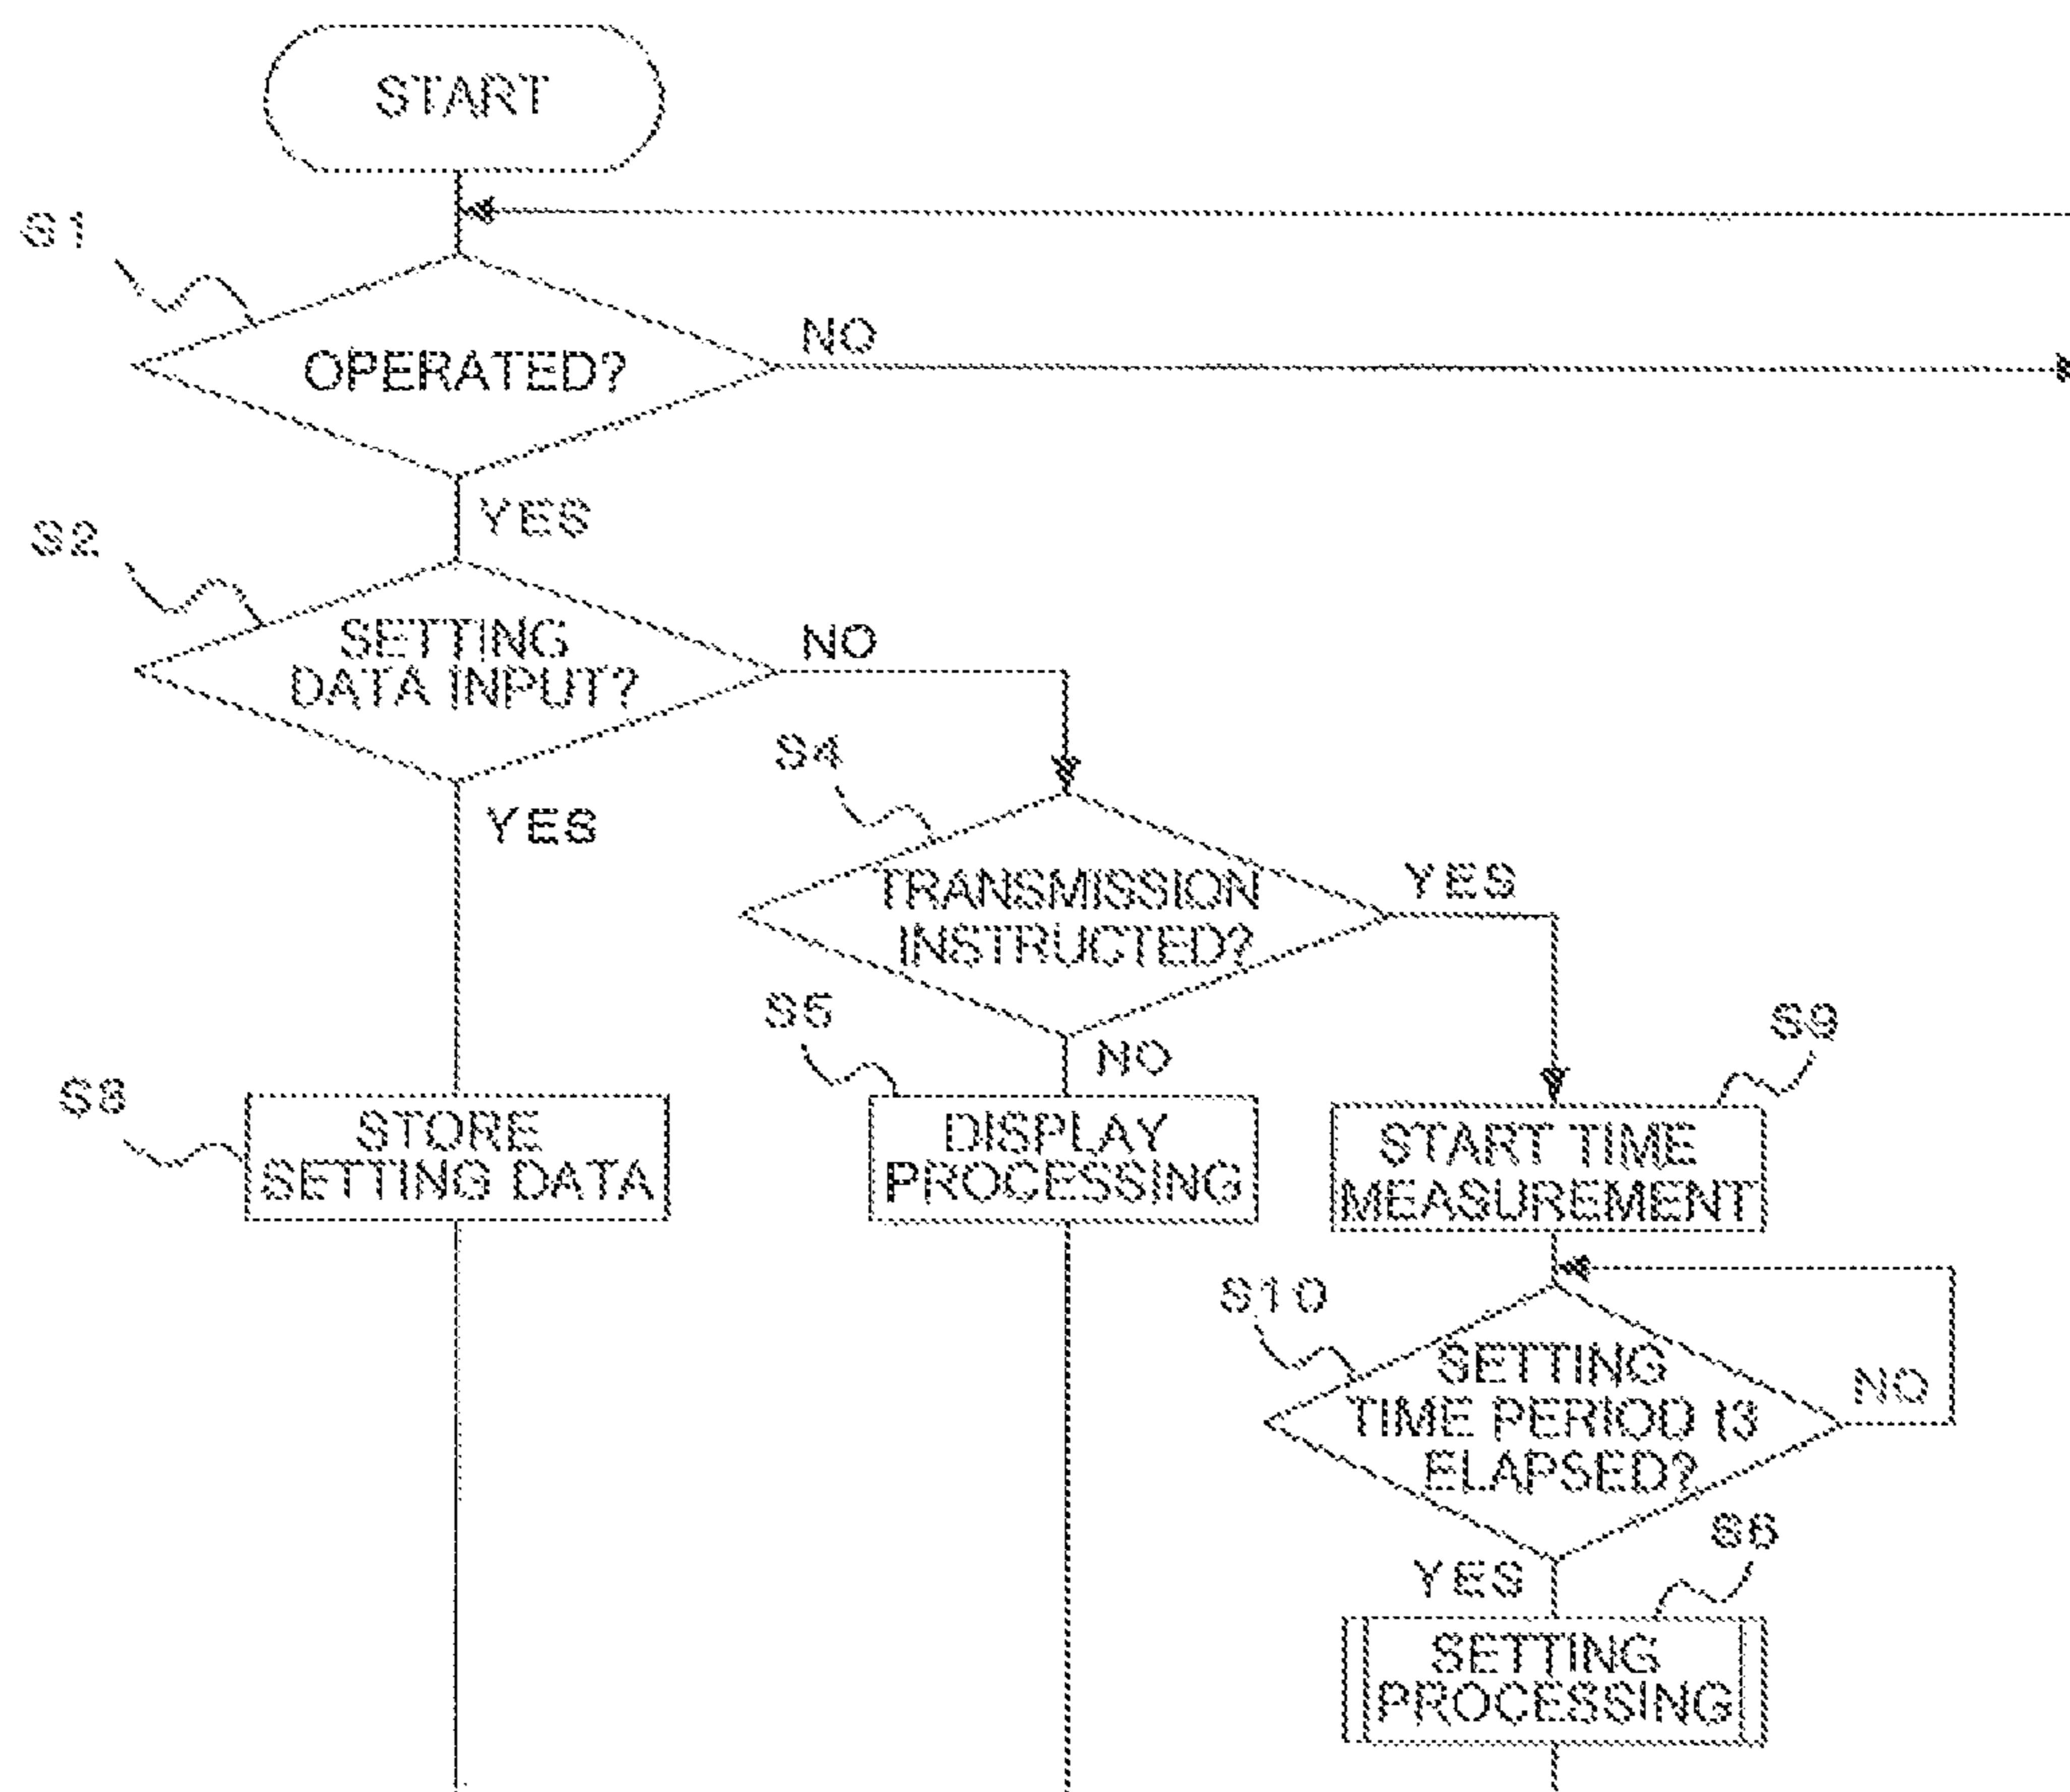 START
S1
OPERATED?
NO
YES
S2
SETTING
DATA INPUT?
NO
YES
S4
TRANSMISSION
INSTRUCTED?
YES
NO
S8
STORE
SETTING DATA
S5
DISPLAY
PROCESSING
S9
START TIME
MEASUREMENT
S10
SETTING
TIME PERIOD t3
ELAPSED?
NO
YES
S6
SETTING
PROCESSING